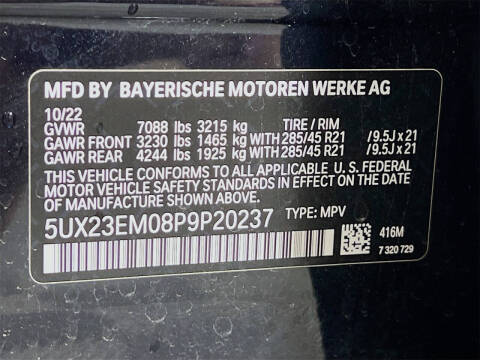 MFD BY BAYERISCHE MOTOREN WERKE AG
10/22
GVWR 7088 lbs 3215 kg TIRE / RIM
GAWR FRONT 3230 lbs 1465 kg WITH 285/45 R21 / 9.5J x 21
GAWR REAR 4244 lbs 1925 kg WITH 285/45 R21 / 9.5J x 21
THIS VEHICLE CONFORMS TO ALL APPLICABLE U. S. FEDERAL
MOTOR VEHICLE SAFETY STANDARDS IN EFFECT ON THE DATE
OF MANUFACTURE SHOWN ABOVE.
5UX23EM08P9P20237 TYPE: MPV
416M
7 320 729